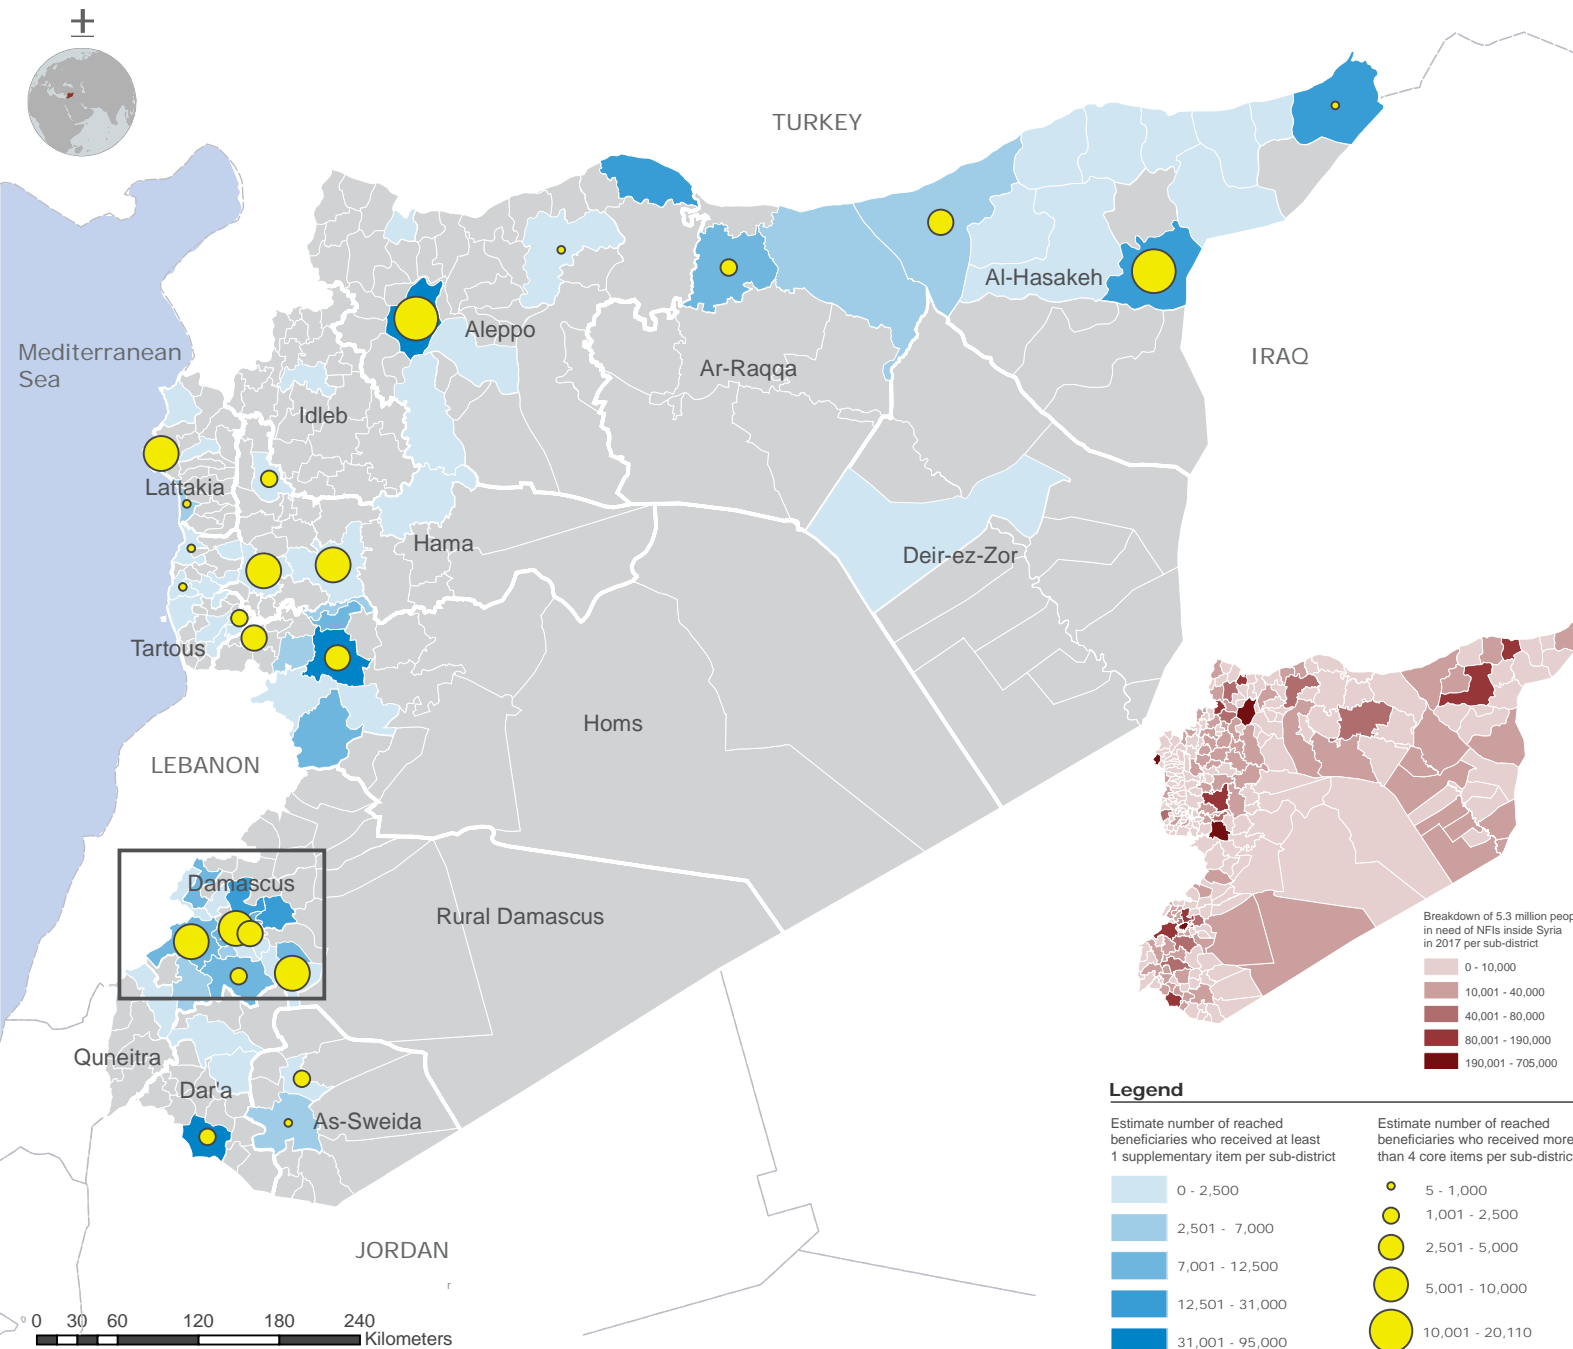 TURKEY
Al-Hasakeh
Aleppo
Mediterranean
Sea
IRAQ
Ar-Raqqa
Idleb
Lattakia
Hama
Deir-ez-Zor
Tartous
Homs
LEBANON
Damascus
Rural Damascus
Quneitra
Dar'a
As-Sweida
JORDAN
r
0 30 60 120 180 240
Kilometers
Breakdown of 5.3 million peop
in need of NFIs inside Syria
in 2017 per sub-district
0 - 10,000
10,001 - 40,000
40,001 - 80,000
80,001 - 190,000
190,001 - 705,000
Legend
Estimate number of reached
beneficiaries who received at least
1 supplementary item per sub-district
0 - 2,500
2,501 - 7,000
7,001 - 12,500
12,501 - 31,000
31,001 - 95,000
Estimate number of reached
beneficiaries who received more
than 4 core items per sub-distric
5 - 1,000
1,001 - 2,500
2,501 - 5,000
5,001 - 10,000
10,001 - 20,110